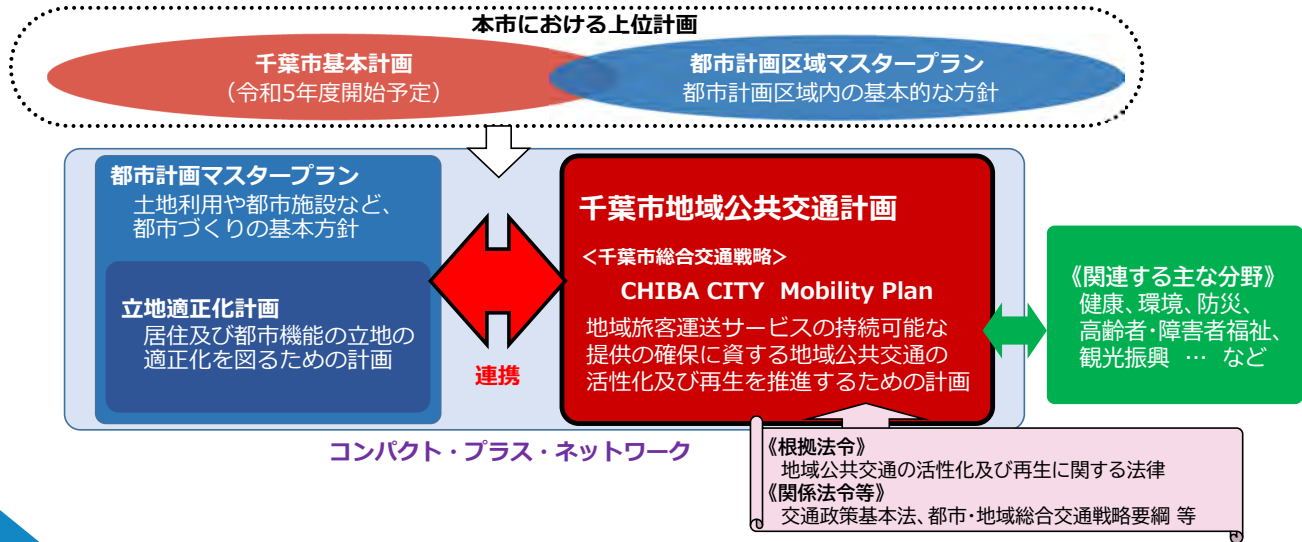 本市における上位計画
千葉市基本計画
（令和5年度開始予定）
都市計画区域マスタープラン
都市計画区域内の基本的な方針
都市計画マスタープラン
土地利用や都市施設など、
都市づくりの基本方針
立地適正化計画
居住及び都市機能の立地の
適正化を図るための計画
連携
千葉市地域公共交通計画
<千葉市総合交通戦略>
CHIBA CITY Mobility Plan
地域旅客運送サービスの持続可能な
提供の確保に資する地域公共交通の
活性化及び再生を推進するための計画
《関連する主な分野》
健康、環境、防災、
高齢者・障害者福祉、
観光振興 … など
コンパクト・プラス・ネットワーク
《根拠法令》
地域公共交通の活性化及び再生に関する法律
《関係法令等》
交通政策基本法、都市・地域総合交通戦略要綱 等